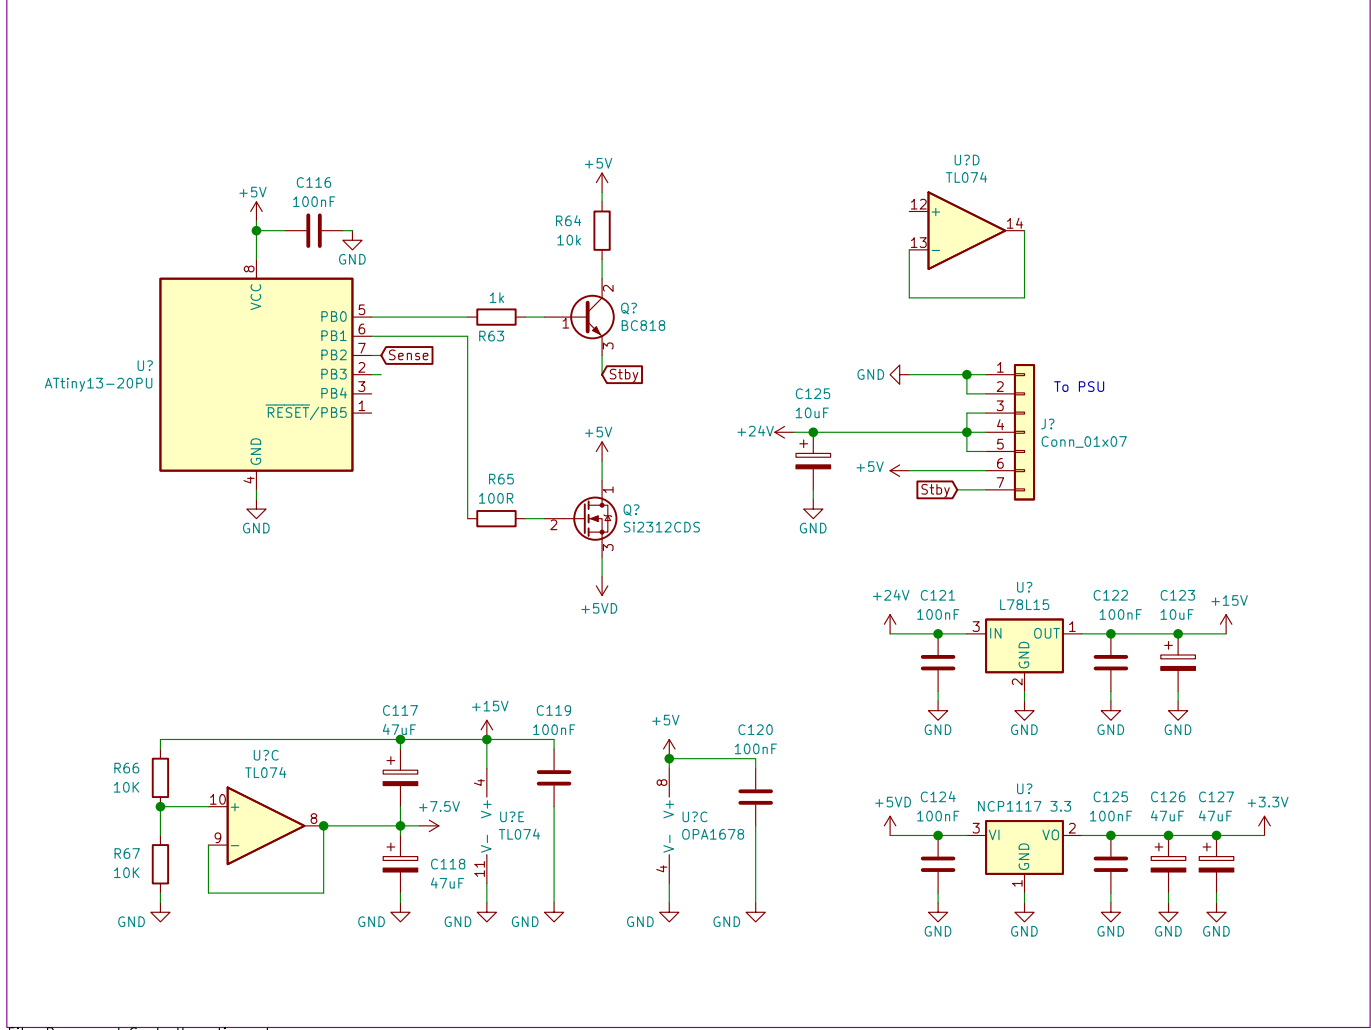 +5V
C116
100nF
GND
8
VCC
PB0
5
PB1
6
PB2
7
Sense
PB3
2
PB4
3
RESET/PB5
1
U?
ATtiny13-20PU
GND
4
GND
+5V
R64
10k
2
1k
R63
1
Q?
BC818
3
Stby
+5V
R65
100R
1
2
Q?
Si2312CDS
3
+5VD
U?D
TL074
12
+
13
−
14
GND
1
2
3
4
5
6
7
To PSU
J?
Conn_01x07
C125
10uF
+24V
+
+5V
Stby
GND
+24V
C121
100nF
U?
L78L15
3
IN
OUT
1
GND
2
C122
100nF
C123
10uF
+15V
+
GND
GND
GND
GND
C117
47uF
+15V
C119
100nF
R66
10K
U?C
TL074
10
+
9
−
8
+
+7.5V
4
V+
U?E
TL074
V−
11
R67
10K
+
C118
47uF
GND
GND
GND
GND
+5V
C120
100nF
8
V+
U?C
OPA1678
V−
4
GND
GND
+5VD
C124
100nF
U?
NCP1117 3.3
3
VI
VO
2
GND
1
C125
100nF
C126
47uF
C127
47uF
+3.3V
+
+
GND
GND
GND
GND
GND